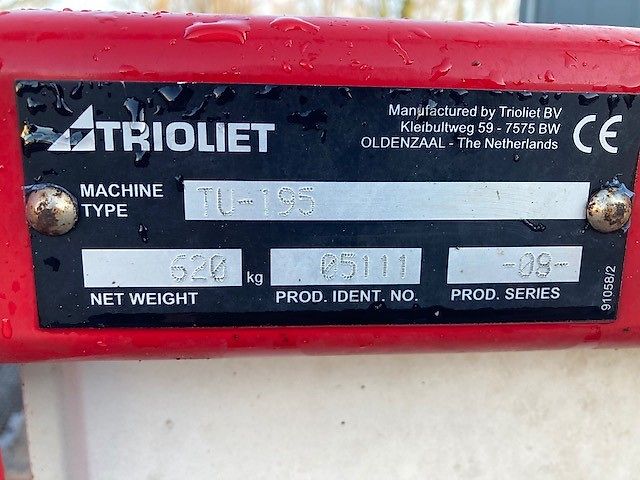 TRIOLIET
Manufactured by Trioliet BV
Kleibultweg 59 - 7575 BW
OLDENZAAL - The Netherlands
CE
MACHINE TYPE TU-195
620 kg
NET WEIGHT
05111
PROD. IDENT. NO.
-08-
PROD. SERIES
91058/2